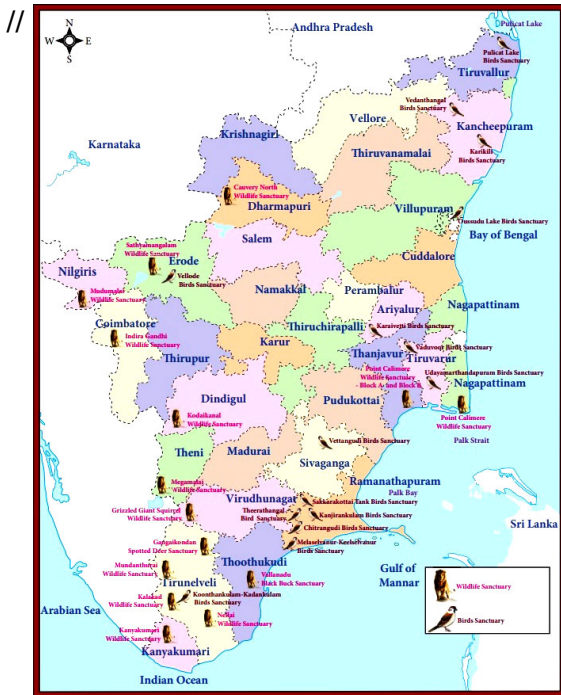 //
N
W E
S
Andhra Pradesh
Pulicat Lake
Pulicat Lake
Birds Sanctuary
Tiruvallur
Vedanthangal
Birds Sanctuary
Vellore
Kancheepuram
Krishnagiri
Karikili
Birds Sanctuary
Karnataka
Thiruvanamalai
Cauvery North
Wildlife Sanctuary
Dharmapuri
Villupuram
Oussudu Lake Birds Sanctuary
Bay of Bengal
Salem
Sathyamangalam
Wildlife Sanctuary
Erode
Cuddalore
Nilgiris
Vellode
Birds Sanctuary
Mudumalai
Wildlife Sanctuary
Namakkal
Perambalur
Ariyalur
Nagapattinam
Coimbatore
Thiruchirapalli
Karaivetti Birds Sanctuary
Indira Gandhi
Wildlife Sanctuary
Karur
Thanjavur
Vaduvoor Birds Sanctuary
Thirupur
Tiruvarur
Point Calimere
Wildlife Sanctuary
Block A and Block B
Udayamarthandapuram Birds Sanctuary
Nagapattinam
Dindigul
Pudukottai
Kodaikanal
Wildlife Sanctuary
Point Calimere
Wildlife Sanctuary
Palk Strait
Vettangudi Birds Sanctuary
Theni
Madurai
Sivaganga
Megamalai
Wildlife Sanctuary
Ramanathapuram
Palk Bay
Virudhunagar
Sakkarakottai Tank Birds Sanctuary
Grizzled Giant Squirrel
Wildlife Sanctuary
Theerathangal
Bird Sanctuary
Kanjirankulam Birds Sanctuary
Chitrangudi Birds Sanctuary
Sri Lanka
Gangaikondan
Spotted Deer Sanctuary
Melaselvanur-Keelselvanur
Birds Sanctuary
Mundanthurai
Wildlife Sanctuary
Thoothukudi
Gulf of
Mannar
Tirunelveli
Vallanadu
Black Buck Sanctuary
Wildlife Sanctuary
Kalakad
Wildlife Sanctuary
Koonthankulam-Kadankulam
Birds Sanctuary
Arabian Sea
Nellai
Wildlife Sanctuary
Birds Sanctuary
Kanyakumari
Wildlife Sanctuary
Kanyakumari
Indian Ocean